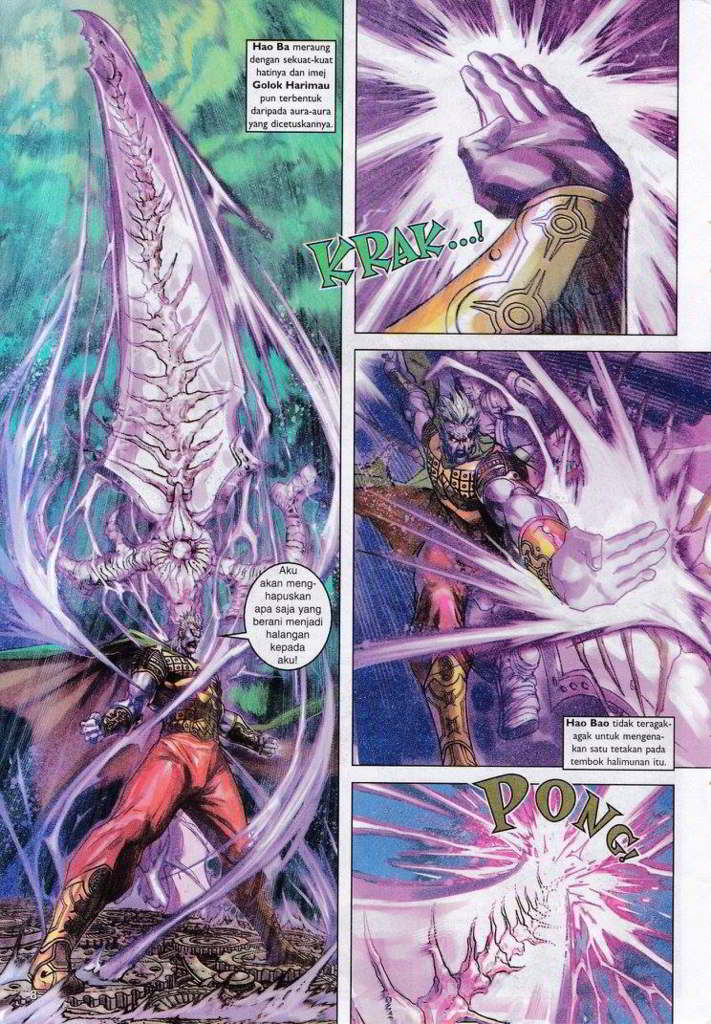 Hao Ba meraung
dengan sekuat-kuat
hatinya dan imej
Golok Harimau
pun terbentuk
daripada aura-aura
yang dicetuskannya.
KRAK...!
Aku
akan meng-
hapuskan
apa saja yang
berani menjadi
halangan
kepada
aku!
Hao Bao tidak teragak-
agak untuk mengena-
kan satu tetakan pada
tembok halimunan itu.
PONG!